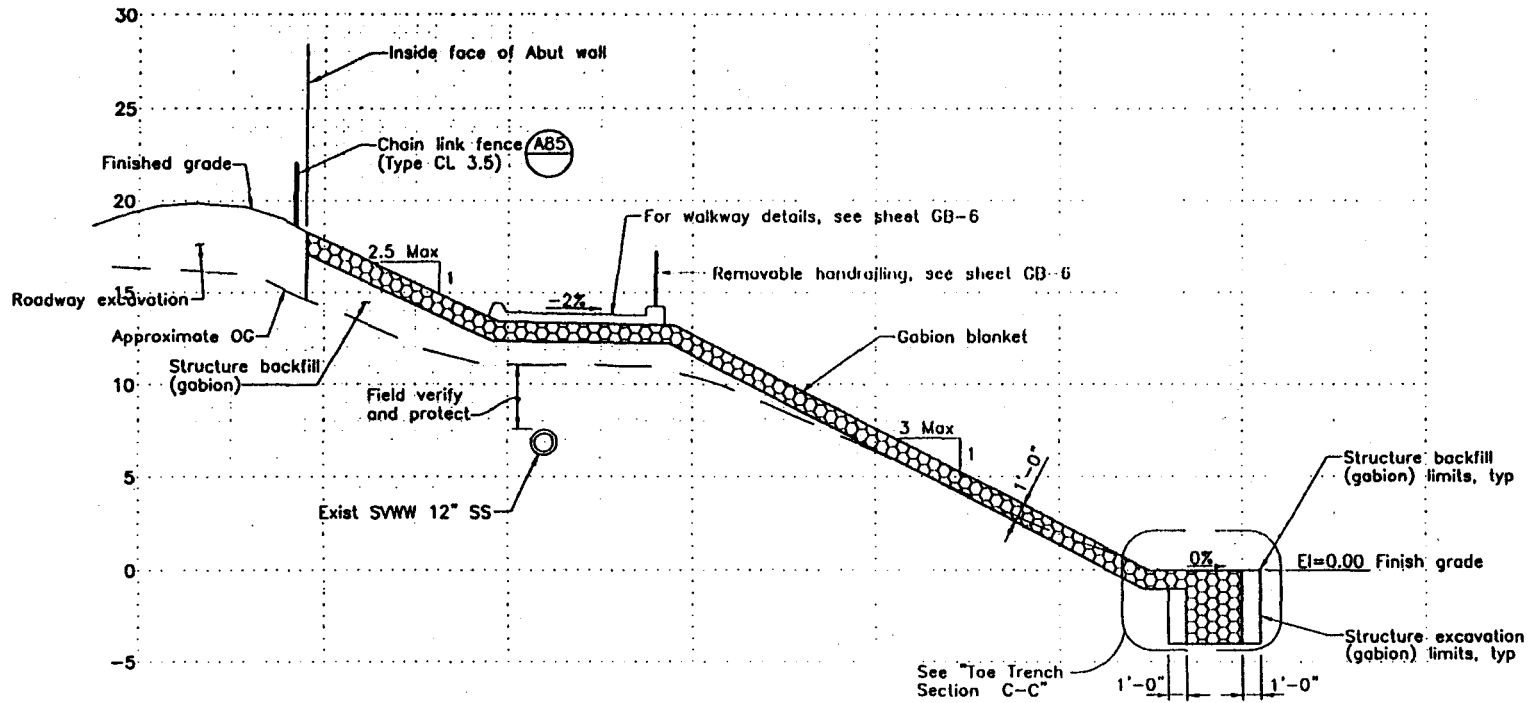 30
Inside face of Abut wall
25
Chain link fence
(Type CL 3.5)
A85
Finished grade
20
For walkway details, see sheet GB-6
2.5 Max
1
Removable handrailing, see sheet GB-6
-2%
15
Roadway excavation
Approximate OG
Gabion blanket
Structure backfill
(gabion)
10
Field verify
and protect
3 Max
1
1'-0"
Structure backfill
(gabion) limits, typ
5
Exist SVWW 12" SS
0%
El=0.00 Finish grade
0
Structure excavation
(gabion) limits, typ
-5
See "Toe Trench
Section C-C"
1'-0"
1'-0"